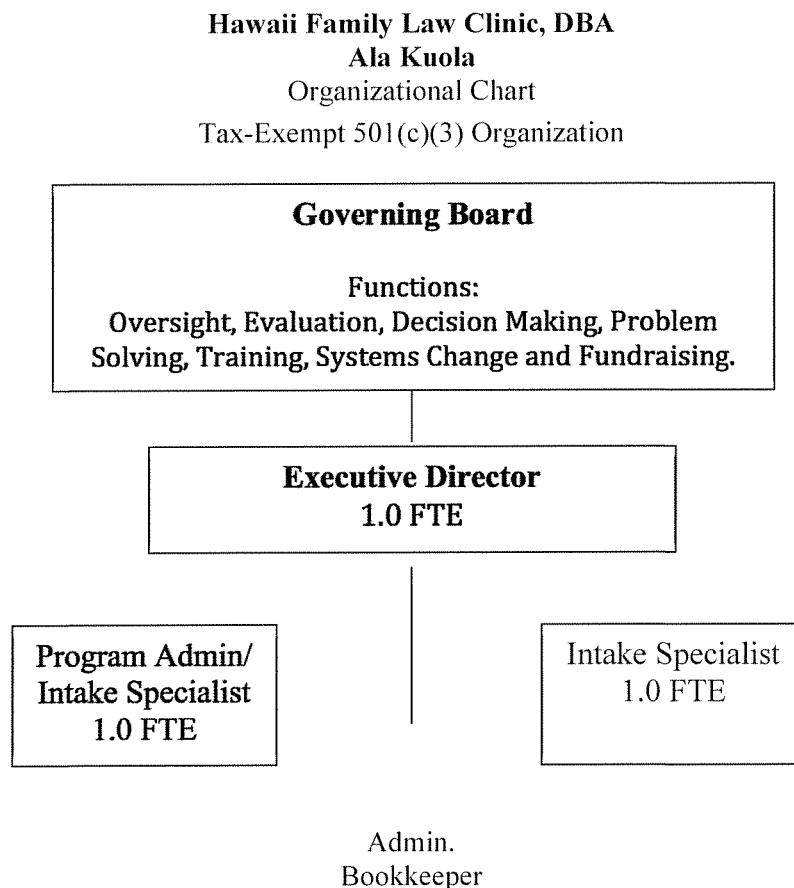 Hawaii Family Law Clinic, DBA
Ala Kuola
Organizational Chart
Tax-Exempt 501(c)(3) Organization
Governing Board
Functions:
Oversight, Evaluation, Decision Making, Problem
Solving, Training, Systems Change and Fundraising.
Executive Director
1.0 FTE
Program Admin/
Intake Specialist
1.0 FTE
Intake Specialist
1.0 FTE
Admin.
Bookkeeper